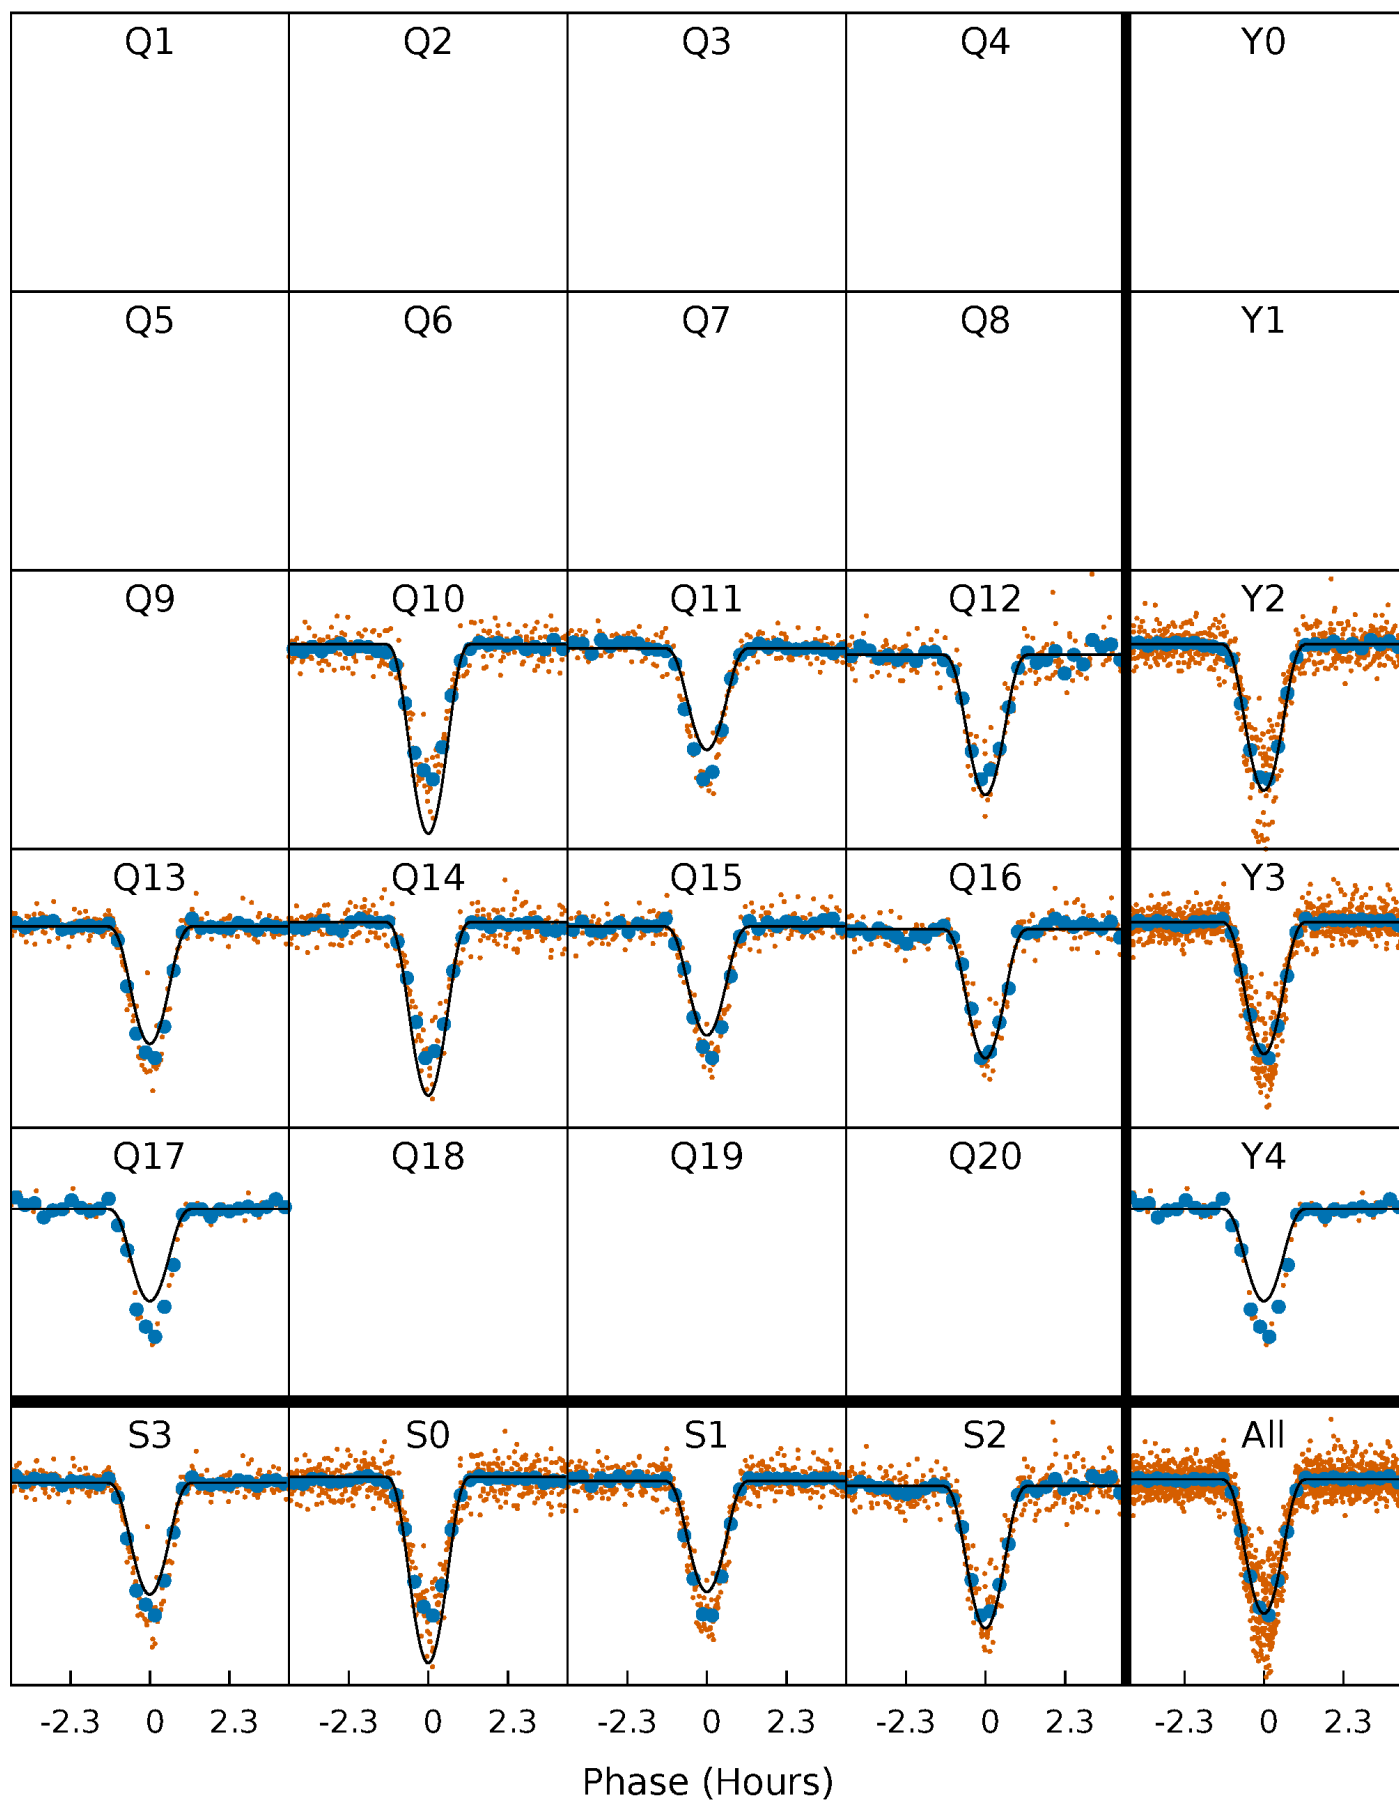 Q1 Q2 Q3 Q4 Y0
Q5 Q6 Q7 Q8 Y1
Q9 Q10 Q11 Q12 Y2
Q13 Q14 Q15 Q16 Y3
Q17 Q18 Q19 Q20 Y4
S3 S0 S1 S2 All
-2.3 0 2.3 -2.3 0 2.3 -2.3 0 2.3 -2.3 0 2.3 -2.3 0 2.3
Phase (Hours)